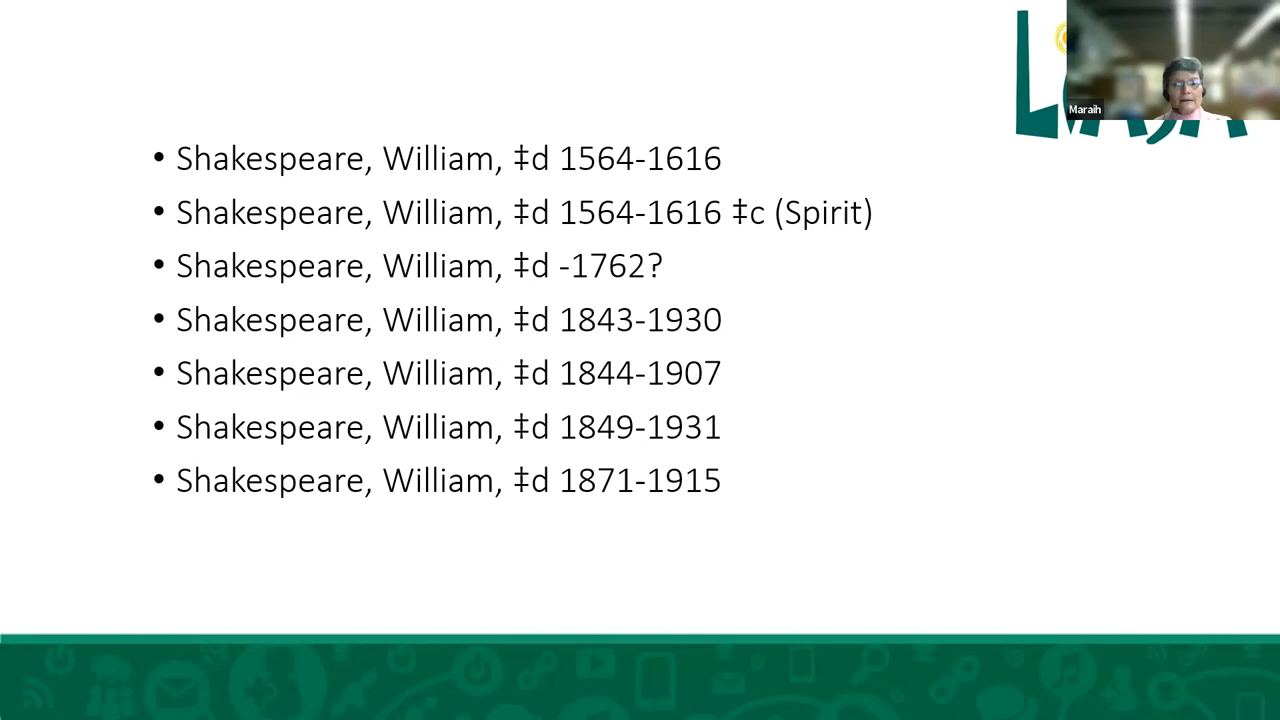 Maraih
Shakespeare, William, ‡d 1564-1616
Shakespeare, William, ‡d 1564-1616 ‡c (Spirit)
Shakespeare, William, ‡d -1762?
Shakespeare, William, ‡d 1843-1930
Shakespeare, William, ‡d 1844-1907
Shakespeare, William, ‡d 1849-1931
Shakespeare, William, ‡d 1871-1915